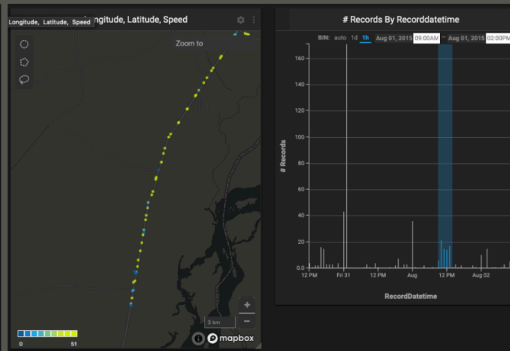 Longitude, Latitude, Speed
Longitude, Latitude, Speed
Zoom to
3 km
mapbox
0
51
# Records By Recorddatetime
BIN: auto 1d 1h Aug 01, 2015 09:00AM – Aug 01, 2015 02:00PM
# Records
160
140
120
100
80
60
40
20
0.0
12 PM Fri 31 12 PM Aug 12 PM Aug 02
RecordDatetime